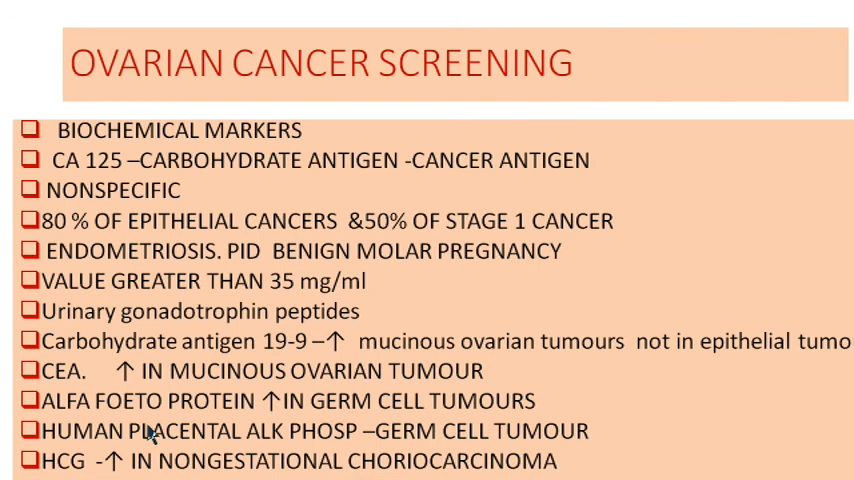 OVARIAN CANCER SCREENING
BIOCHEMICAL MARKERS
CA 125 –CARBOHYDRATE ANTIGEN -CANCER ANTIGEN
NONSPECIFIC
80 % OF EPITHELIAL CANCERS &50% OF STAGE 1 CANCER
ENDOMETRIOSIS. PID BENIGN MOLAR PREGNANCY
VALUE GREATER THAN 35 mg/ml
Urinary gonadotrophin peptides
Carbohydrate antigen 19-9 –↑ mucinous ovarian tumours not in epithelial tumo
CEA. ↑ IN MUCINOUS OVARIAN TUMOUR
ALFA FOETO PROTEIN ↑IN GERM CELL TUMOURS
HUMAN PLACENTAL ALK PHOSP –GERM CELL TUMOUR
HCG -↑ IN NONGESTATIONAL CHORIOCARCINOMA